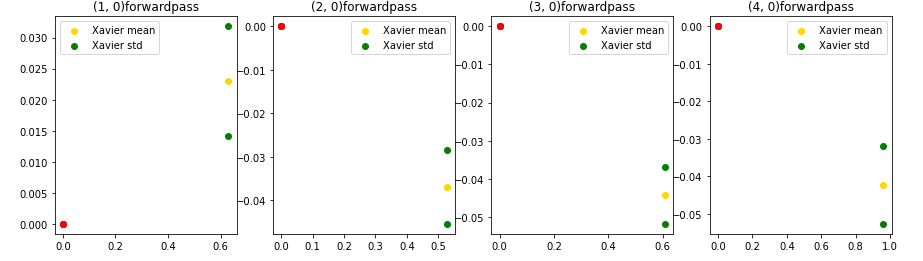 (1, 0)forwardpass
Xavier mean
Xavier std
0.030
0.025
0.020
0.015
0.010
0.005
0.000
0.0 0.2 0.4 0.6
(2, 0)forwardpass
Xavier mean
Xavier std
0.00
−0.01
−0.02
−0.03
−0.04
0.0 0.1 0.2 0.3 0.4 0.5
(3, 0)forwardpass
Xavier mean
Xavier std
0.00
−0.01
−0.02
−0.03
−0.04
−0.05
0.0 0.1 0.2 0.3 0.4 0.5 0.6
(4, 0)forwardpass
Xavier mean
Xavier std
0.00
−0.01
−0.02
−0.03
−0.04
−0.05
0.0 0.2 0.4 0.6 0.8 1.0